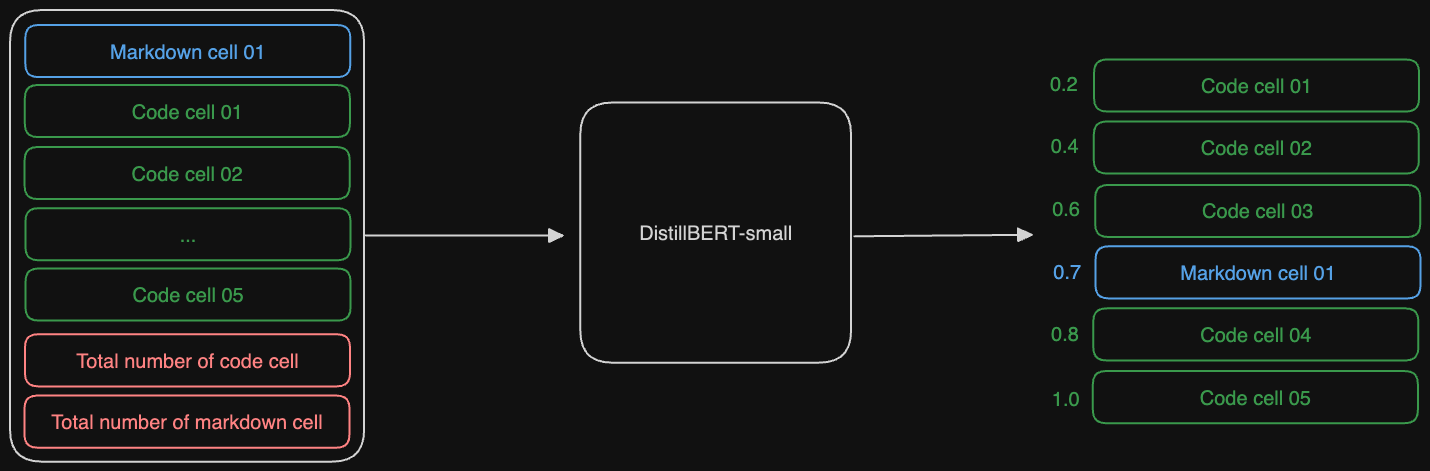 Markdown cell 01
Code cell 01
Code cell 02
...
Code cell 05
Total number of code cell
Total number of markdown cell
DistillBERT-small
0.2 Code cell 01
0.4 Code cell 02
0.6 Code cell 03
0.7 Markdown cell 01
0.8 Code cell 04
1.0 Code cell 05